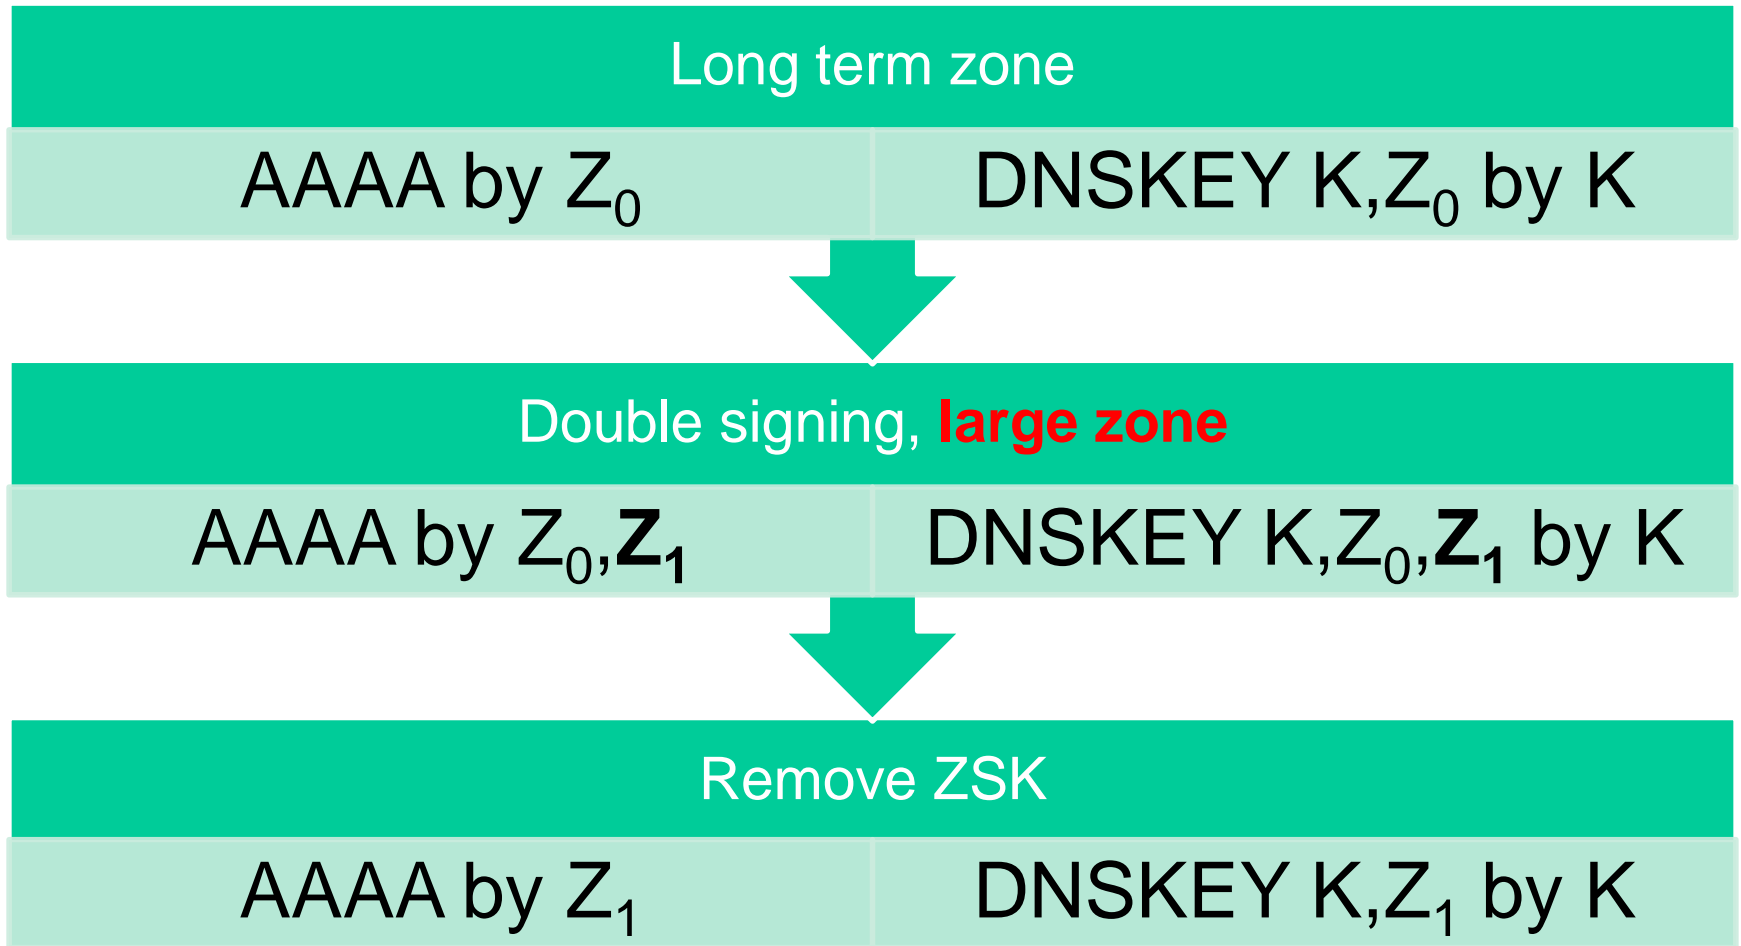 Long term zone
AAAA by Z₀
DNSKEY K,Z₀ by K
Double signing, large zone
AAAA by Z₀,Z₁
DNSKEY K,Z₀,Z₁ by K
Remove ZSK
AAAA by Z₁
DNSKEY K,Z₁ by K